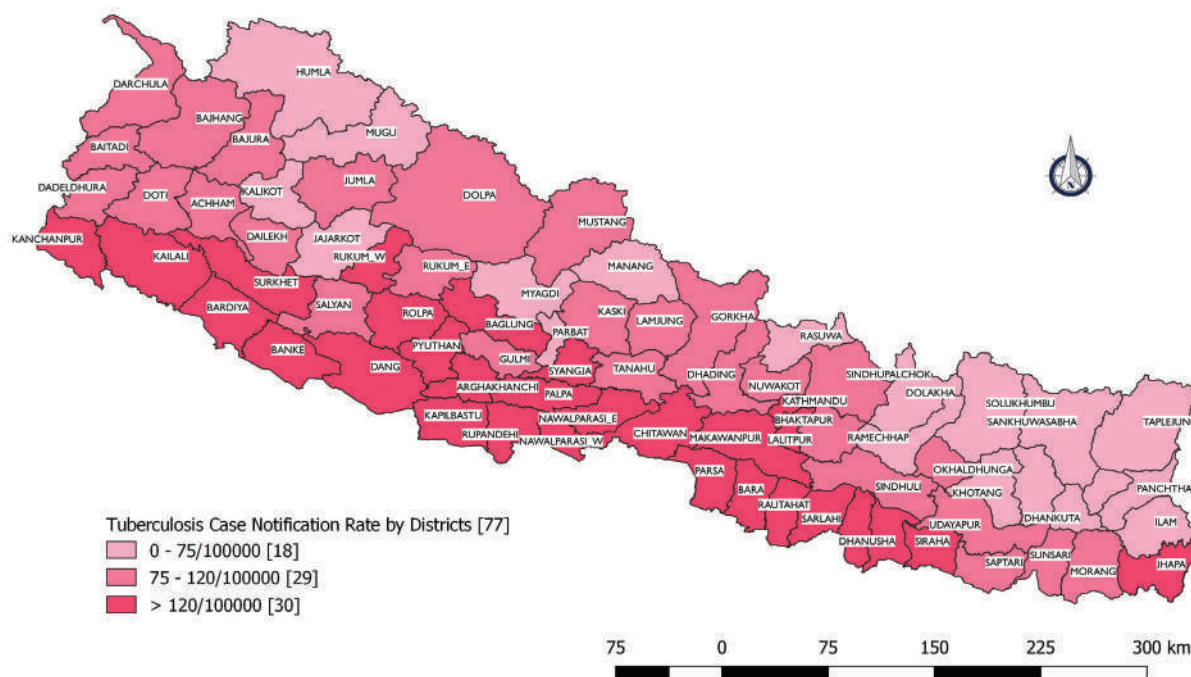 HUMLA
DARCHULA
BAJHANG
MUGU
BAJURA
BAITADI
JUMLA
DADELDHURA
KALIKOT
DOTI
DOLPA
ACHHAM
MUSTANG
DAILEKH
JAJARKOT
KANCHANPUR
RUKUM_W
KAILALI
RUKUM_E
MANANG
SURKHET
MYAGDI
SALYAN
BARDIYA
ROLPA
KASKI
LAMJUNG
GORKHA
BAGLUNG
PARBAT
RASUWA
PYUTHAN
BANKE
GULMI
SYANGJA
TANAHU
DHADING
SINDHUPALCHOK
DANG
NUWAKOT
ARGHAKHANCHI
DOLAKHA
PALPA
KATHMANDU
SOLUKHUMBU
KAPILBASTU
NAWALPARASI_E
BHAKTAPUR
SANKHUWASABHA
TAPLEJUN
RUPANDEHI
CHITAWAN
MAKAWANPUR
LALITPUR
RAMECHHAP
NAWALPARASI_W
PARSA
OKHALDHUNGA
BARA
SINDHULI
KHOTANG
PANCHTHA
RAUTAHAT
ILAM
SARLAHI
UDAYAPUR
DHANKUTA
DHANUSHA
SIRAHA
SAPTARI
SUNSARI
MORANG
JHAPA
N
Tuberculosis Case Notification Rate by Districts [77]
0 - 75/100000 [18]
75 - 120/100000 [29]
> 120/100000 [30]
75 0 75 150 225 300 km